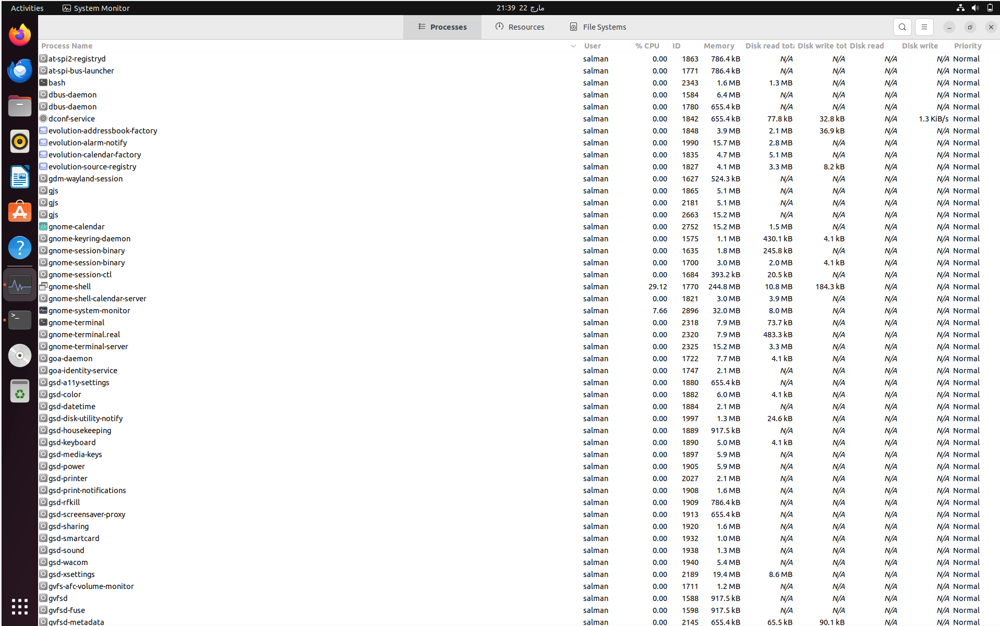 Activities System Monitor 21:39 22 مارچ
Processes Resources File Systems
Process Name User % CPU ID Memory Disk read tota Disk write tot Disk read Disk write Priority
at-spi2-registryd salman 0.00 1863 786.4 kB N/A N/A N/A N/A Normal
at-spi-bus-launcher salman 0.00 1771 786.4 kB N/A N/A N/A N/A Normal
bash salman 0.00 2343 1.6 MB 1.3 MB N/A N/A N/A Normal
dbus-daemon salman 0.00 1584 6.4 MB N/A N/A N/A N/A Normal
dbus-daemon salman 0.00 1780 655.4 kB N/A N/A N/A N/A Normal
dconf-service salman 0.00 1842 655.4 kB 77.8 kB 32.8 kB N/A 1.3 KiB/s Normal
evolution-addressbook-factory salman 0.00 1848 3.9 MB 2.1 MB 36.9 kB N/A N/A Normal
evolution-alarm-notify salman 0.00 1990 15.7 MB 2.8 MB N/A N/A N/A Normal
evolution-calendar-factory salman 0.00 1835 4.7 MB 5.1 MB N/A N/A N/A Normal
evolution-source-registry salman 0.00 1827 4.1 MB 3.3 MB 8.2 kB N/A N/A Normal
gdm-wayland-session salman 0.00 1627 524.3 kB N/A N/A N/A N/A Normal
gjs salman 0.00 1865 5.1 MB N/A N/A N/A N/A Normal
gjs salman 0.00 2181 5.1 MB N/A N/A N/A N/A Normal
gjs salman 0.00 2663 15.2 MB N/A N/A N/A N/A Normal
gnome-calendar salman 0.00 2752 15.2 MB 1.5 MB N/A N/A N/A Normal
gnome-keyring-daemon salman 0.00 1575 1.1 MB 430.1 kB 4.1 kB N/A N/A Normal
gnome-session-binary salman 0.00 1635 1.8 MB 245.8 kB N/A N/A N/A Normal
gnome-session-binary salman 0.00 1700 3.0 MB 2.0 MB 4.1 kB N/A N/A Normal
gnome-session-ctl salman 0.00 1684 393.2 kB 20.5 kB N/A N/A N/A Normal
gnome-shell salman 29.12 1770 244.8 MB 10.8 MB 184.3 kB N/A N/A Normal
gnome-shell-calendar-server salman 0.00 1821 3.0 MB 3.9 MB N/A N/A N/A Normal
gnome-system-monitor salman 7.66 2896 32.0 MB 8.0 MB N/A N/A N/A Normal
gnome-terminal salman 0.00 2318 7.9 MB 73.7 kB N/A N/A N/A Normal
gnome-terminal.real salman 0.00 2320 7.9 MB 483.3 kB N/A N/A N/A Normal
gnome-terminal-server salman 0.00 2325 15.2 MB 3.3 MB N/A N/A N/A Normal
goa-daemon salman 0.00 1722 7.7 MB 4.1 kB N/A N/A N/A Normal
goa-identity-service salman 0.00 1747 2.1 MB N/A N/A N/A N/A Normal
gsd-a11y-settings salman 0.00 1880 655.4 kB N/A N/A N/A N/A Normal
gsd-color salman 0.00 1882 6.0 MB 4.1 kB N/A N/A N/A Normal
gsd-datetime salman 0.00 1884 2.1 MB N/A N/A N/A N/A Normal
gsd-disk-utility-notify salman 0.00 1997 1.3 MB 24.6 kB N/A N/A N/A Normal
gsd-housekeeping salman 0.00 1889 917.5 kB N/A N/A N/A N/A Normal
gsd-keyboard salman 0.00 1890 5.0 MB 4.1 kB N/A N/A N/A Normal
gsd-media-keys salman 0.00 1897 5.9 MB N/A N/A N/A N/A Normal
gsd-power salman 0.00 1905 5.9 MB N/A N/A N/A N/A Normal
gsd-printer salman 0.00 2027 2.1 MB N/A N/A N/A N/A Normal
gsd-print-notifications salman 0.00 1908 1.6 MB N/A N/A N/A N/A Normal
gsd-rfkill salman 0.00 1909 786.4 kB N/A N/A N/A N/A Normal
gsd-screensaver-proxy salman 0.00 1913 655.4 kB N/A N/A N/A N/A Normal
gsd-sharing salman 0.00 1920 1.6 MB N/A N/A N/A N/A Normal
gsd-smartcard salman 0.00 1932 1.0 MB N/A N/A N/A N/A Normal
gsd-sound salman 0.00 1938 1.3 MB N/A N/A N/A N/A Normal
gsd-wacom salman 0.00 1940 5.4 MB N/A N/A N/A N/A Normal
gsd-xsettings salman 0.00 2189 19.4 MB 8.6 MB N/A N/A N/A Normal
gvfs-afc-volume-monitor salman 0.00 1711 1.2 MB N/A N/A N/A N/A Normal
gvfsd salman 0.00 1588 917.5 kB N/A N/A N/A N/A Normal
gvfsd-fuse salman 0.00 1598 917.5 kB N/A N/A N/A N/A Normal
gvfsd-metadata salman 0.00 2145 655.4 kB 65.5 kB 90.1 kB N/A N/A Normal